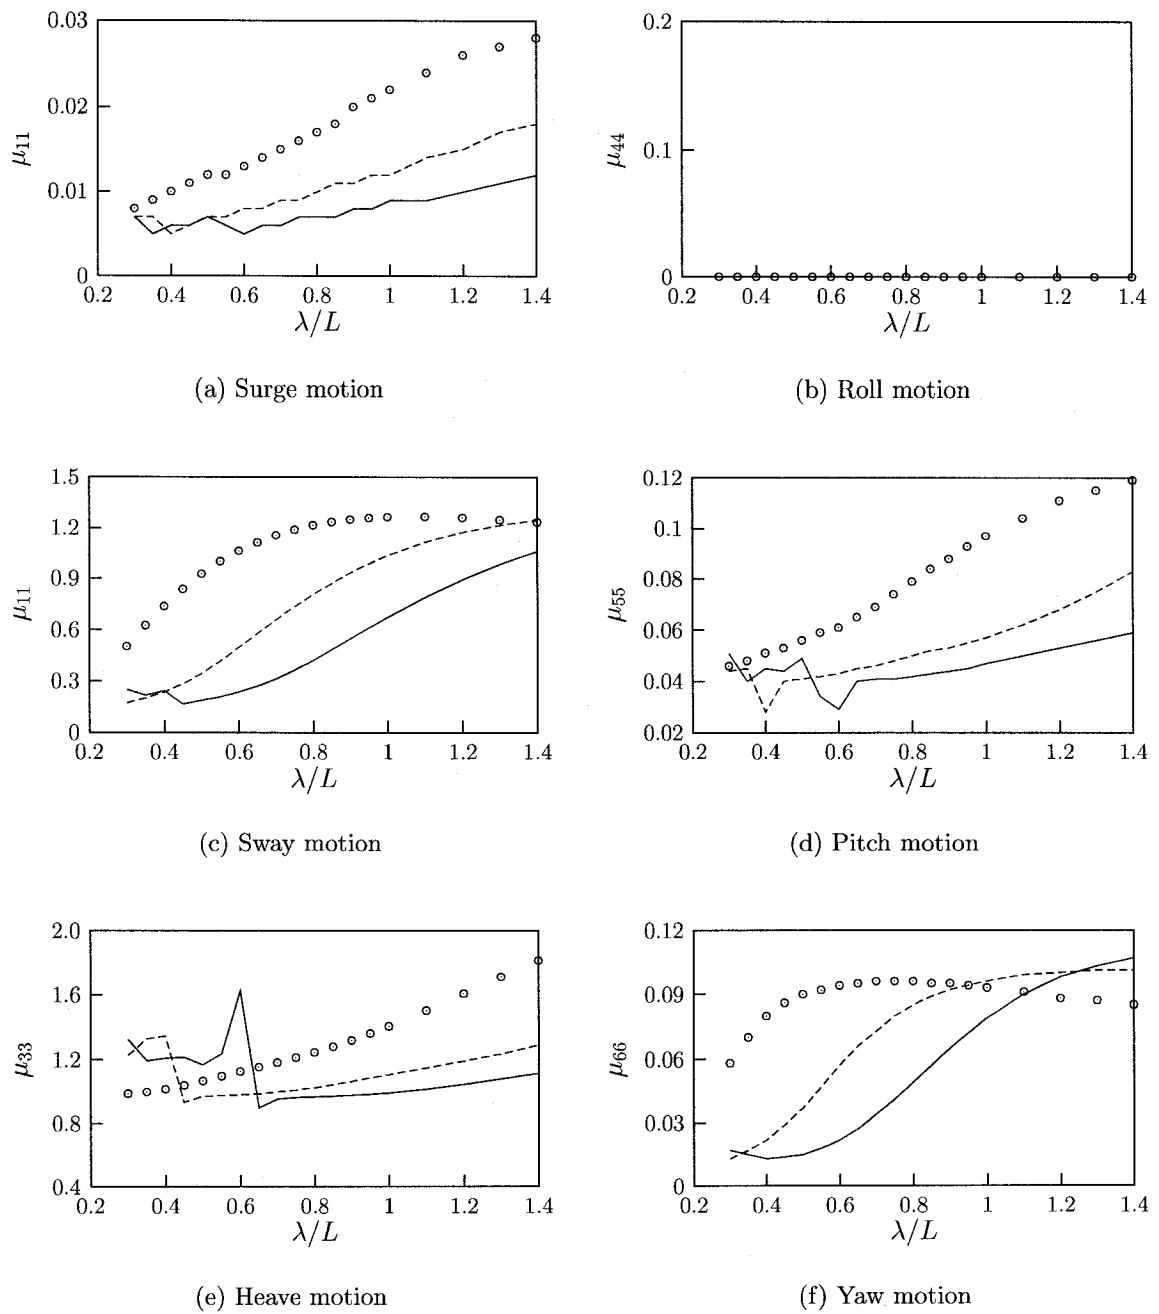 0.03
0.02
0.01
0
μ11
0.2 0.4 0.6 0.8 1 1.2 1.4
λ/L
(a) Surge motion
0.2
0.1
0
μ44
0.2 0.4 0.6 0.8 1 1.2 1.4
λ/L
(b) Roll motion
1.5
1.2
0.9
0.6
0.3
0
μ11
0.2 0.4 0.6 0.8 1 1.2 1.4
λ/L
(c) Sway motion
0.12
0.10
0.08
0.06
0.04
0.02
μ55
0.2 0.4 0.6 0.8 1 1.2 1.4
λ/L
(d) Pitch motion
2.0
1.6
1.2
0.8
0.4
μ33
0.2 0.4 0.6 0.8 1 1.2 1.4
λ/L
(e) Heave motion
0.12
0.09
0.06
0.03
0
μ66
0.2 0.4 0.6 0.8 1 1.2 1.4
λ/L
(f) Yaw motion